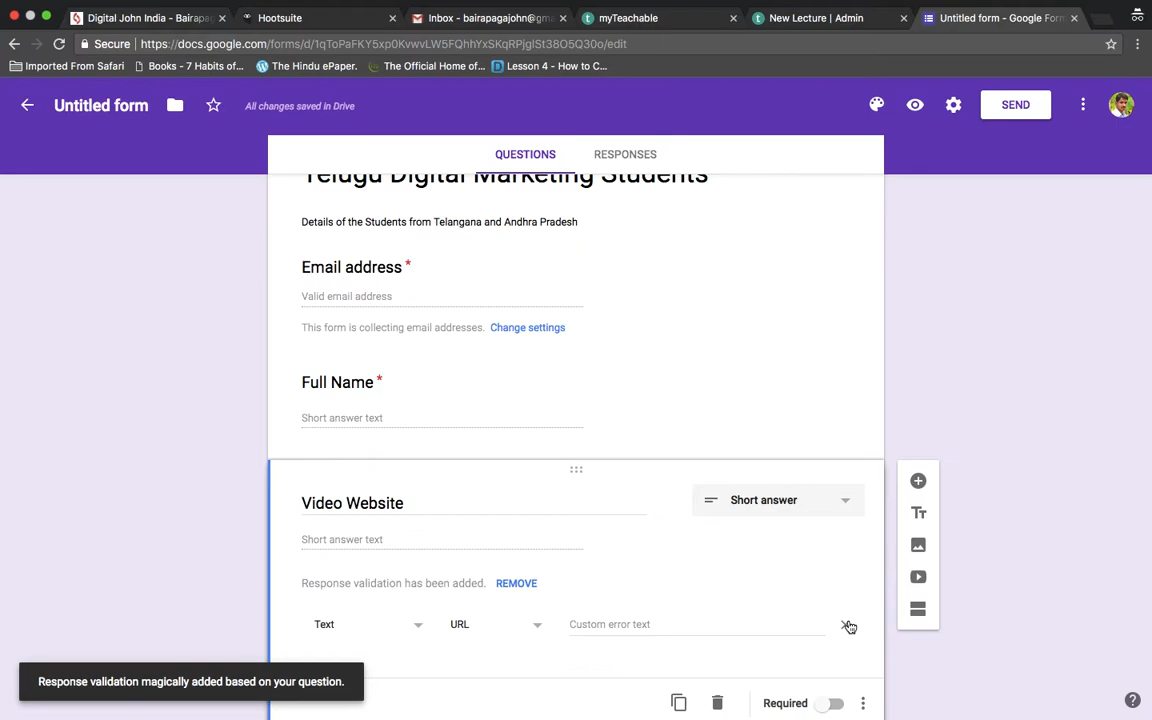 Digital John India - Bairapag
Hootsuite
Inbox - bairapagajohn@gma
myTeachable
New Lecture | Admin
Untitled form - Google Form
Secure | https://docs.google.com/forms/d/1qToPaFKY5xp0KvwvLW5FQhhYxSKqRPjglSt38O5Q30o/edit
Imported From Safari
Books - 7 Habits of...
The Hindu ePaper.
The Official Home of...
Lesson 4 - How to C...
Untitled form
All changes saved in Drive
SEND
QUESTIONS
RESPONSES
Telugu Digital Marketing Students
Details of the Students from Telangana and Andhra Pradesh
Email address *
Valid email address
This form is collecting email addresses. Change settings
Full Name *
Short answer text
Video Website
Short answer
Short answer text
Response validation has been added. REMOVE
Text
URL
Custom error text
Response validation magically added based on your question.
Required